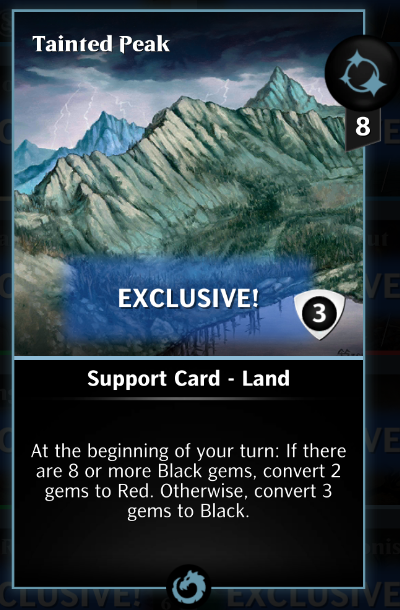 Tainted Peak
8
EXCLUSIVE!
3
Support Card - Land
At the beginning of your turn: If there
are 8 or more Black gems, convert 2
gems to Red. Otherwise, convert 3
gems to Black.